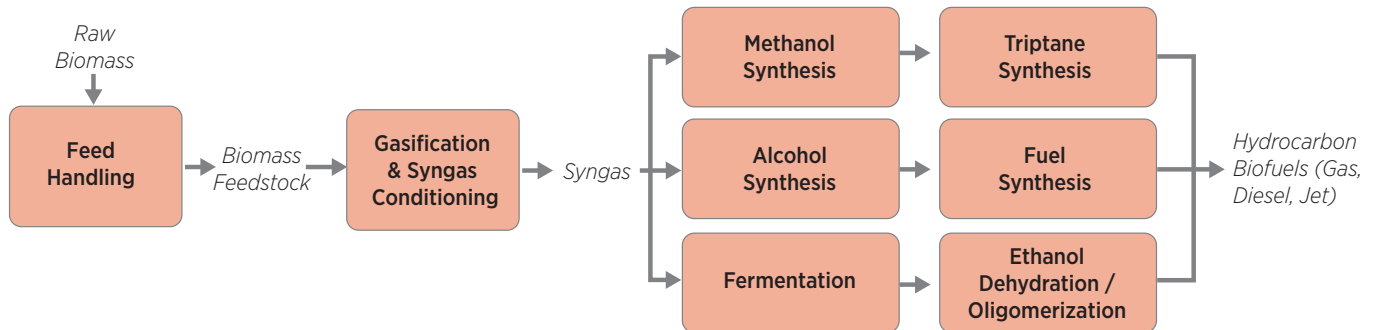 Raw
Biomass
Feed
Handling
Biomass
Feedstock
Gasification
& Syngas
Conditioning
Syngas
Methanol
Synthesis
Triptane
Synthesis
Alcohol
Synthesis
Fuel
Synthesis
Fermentation
Ethanol
Dehydration /
Oligomerization
Hydrocarbon
Biofuels (Gas,
Diesel, Jet)